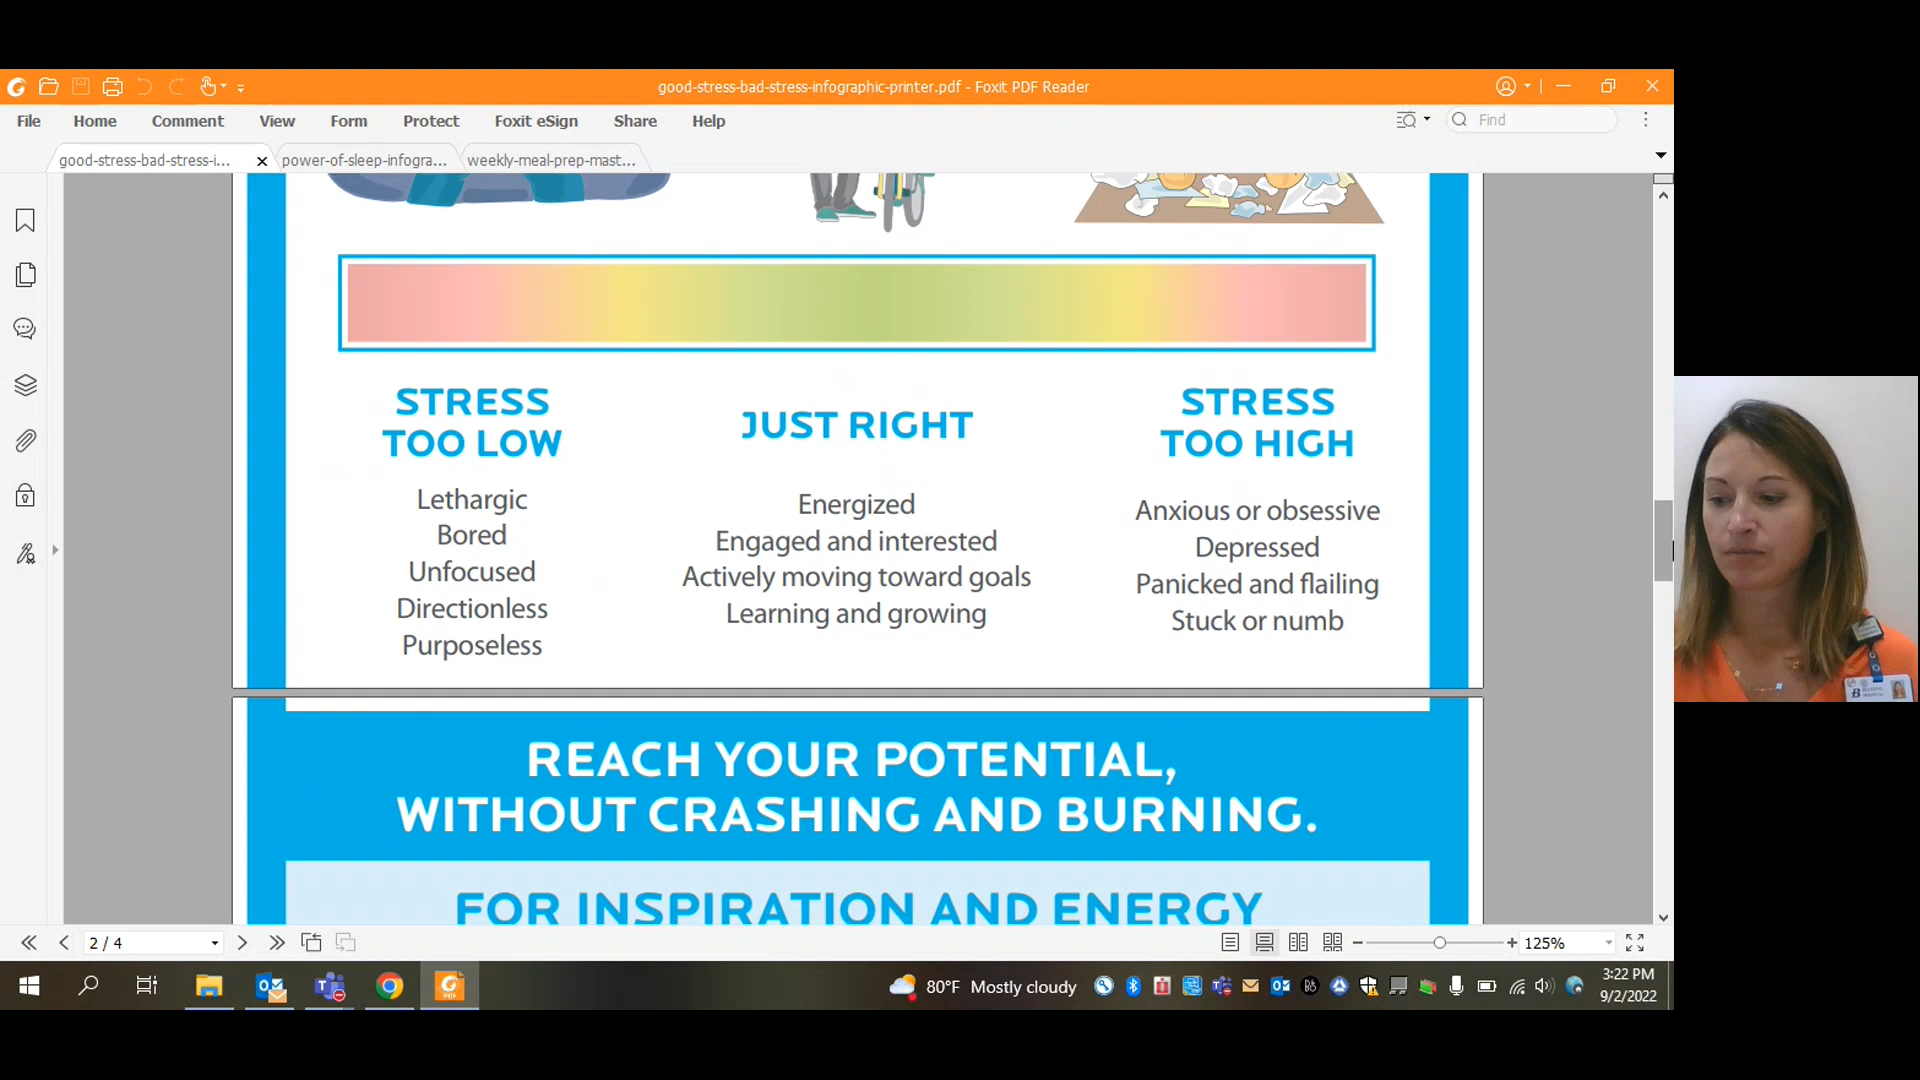 good-stress-bad-stress-infographic-printer.pdf - Foxit PDF Reader
File Home Comment View Form Protect Foxit eSign Share Help
Find
good-stress-bad-stress-i... power-of-sleep-infogra... weekly-meal-prep-mast...
STRESS
TOO LOW
Lethargic
Bored
Unfocused
Directionless
Purposeless
JUST RIGHT
Energized
Engaged and interested
Actively moving toward goals
Learning and growing
STRESS
TOO HIGH
Anxious or obsessive
Depressed
Panicked and flailing
Stuck or numb
REACH YOUR POTENTIAL,
WITHOUT CRASHING AND BURNING.
FOR INSPIRATION AND ENERGY
2 / 4
125%
80°F Mostly cloudy
3:22 PM
9/2/2022